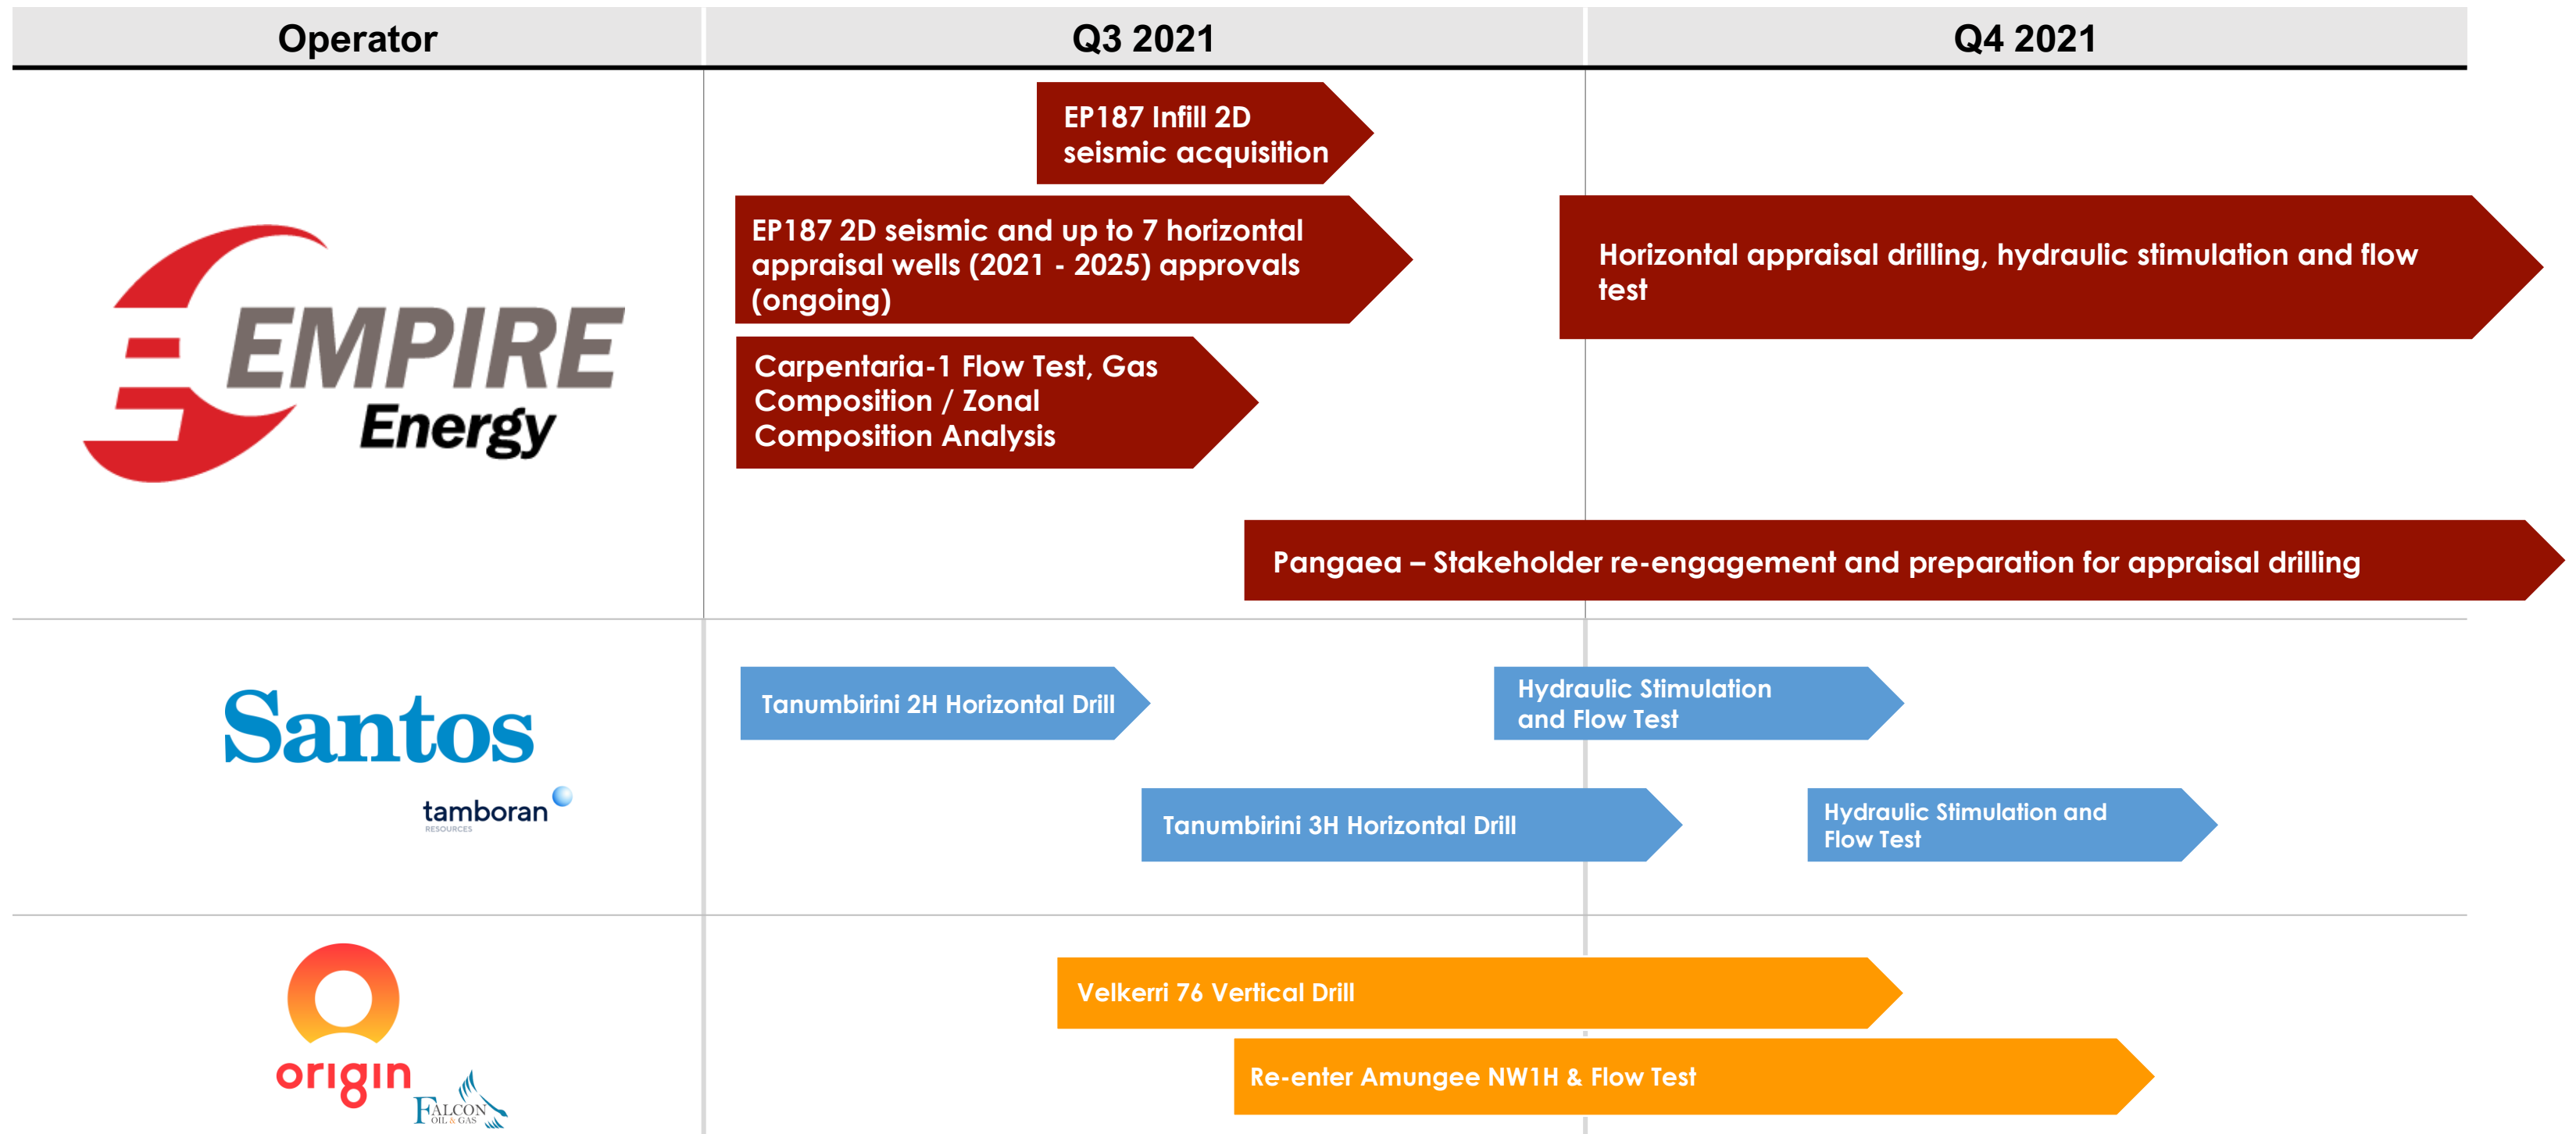 Operator
Q3 2021
Q4 2021
EMPIRE
Energy
EP187 Infill 2D
seismic acquisition
EP187 2D seismic and up to 7 horizontal
appraisal wells (2021 - 2025) approvals
(ongoing)
Horizontal appraisal drilling, hydraulic stimulation and flow
test
Carpentaria-1 Flow Test, Gas
Composition / Zonal
Composition Analysis
Pangaea – Stakeholder re-engagement and preparation for appraisal drilling
Santos
tamboran
RESOURCES
Tanumbirini 2H Horizontal Drill
Hydraulic Stimulation
and Flow Test
Tanumbirini 3H Horizontal Drill
Hydraulic Stimulation and
Flow Test
origin
FALCON
OIL & GAS
Velkerri 76 Vertical Drill
Re-enter Amungee NW1H & Flow Test